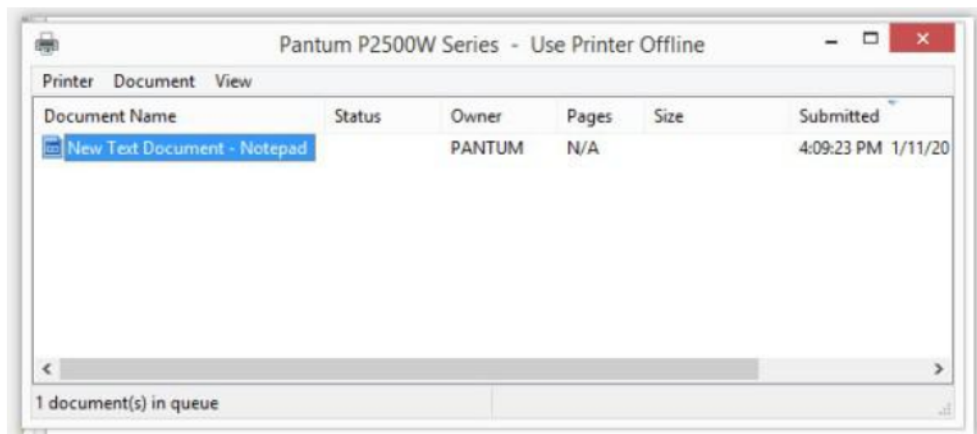 Pantum P2500W Series - Use Printer Offline
Printer Document View
Document Name Status Owner Pages Size Submitted
New Text Document - Notepad PANTUM N/A 4:09:23 PM 1/11/20
1 document(s) in queue